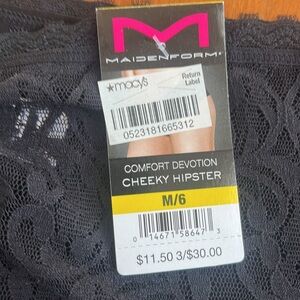 M
MAIDENFORM®
★macy's
Return
Label
0523181665312
COMFORT DEVOTION
CHEEKY HIPSTER
M/6
0 14671 58647 3
$11.50 3/$30.00